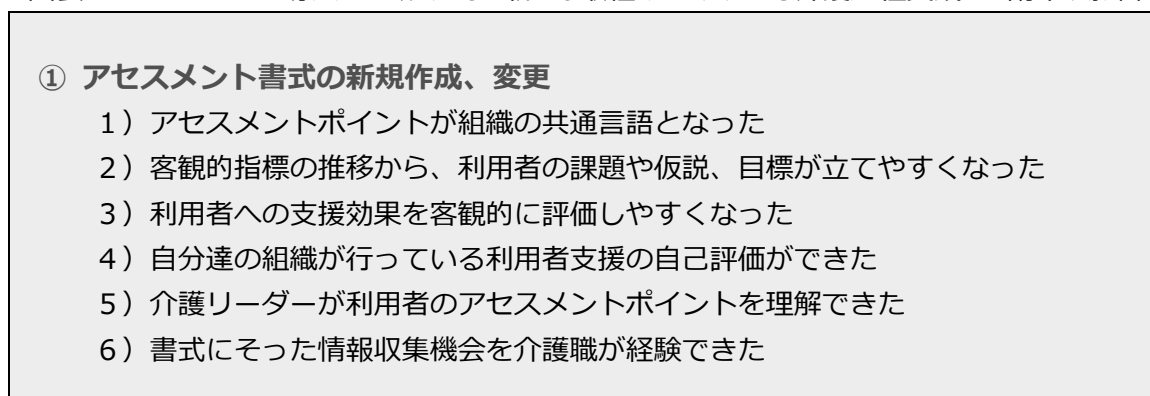 ① アセスメント書式の新規作成、変更
１）アセスメントポイントが組織の共通言語となった
２）客観的指標の推移から、利用者の課題や仮説、目標が立てやすくなった
３）利用者への支援効果を客観的に評価しやすくなった
４）自分達の組織が行っている利用者支援の自己評価ができた
５）介護リーダーが利用者のアセスメントポイントを理解できた
６）書式にそった情報収集機会を介護職が経験できた